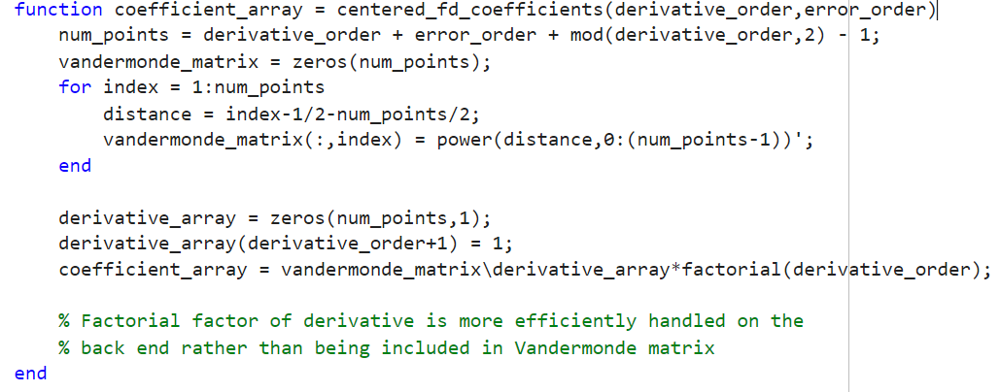 function coefficient_array = centered_fd_coefficients(derivative_order,error_order)
    num_points = derivative_order + error_order + mod(derivative_order,2) - 1;
    vandermonde_matrix = zeros(num_points);
    for index = 1:num_points
        distance = index-1/2-num_points/2;
        vandermonde_matrix(:,index) = power(distance,0:(num_points-1))';
    end

    derivative_array = zeros(num_points,1);
    derivative_array(derivative_order+1) = 1;
    coefficient_array = vandermonde_matrix\derivative_array*factorial(derivative_order);

    % Factorial factor of derivative is more efficiently handled on the
    % back end rather than being included in Vandermonde matrix
end